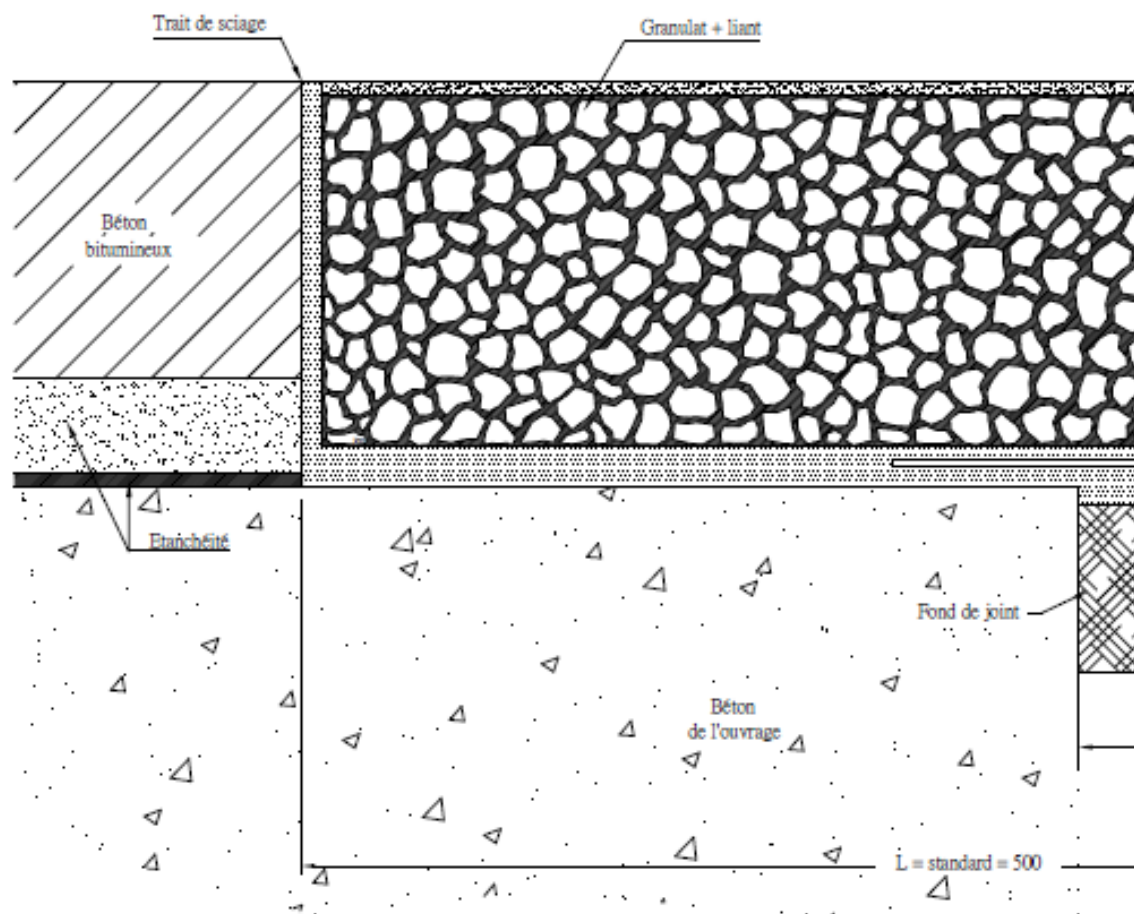 Trait de sciage
Granulat + liant
Béton
bitumineux
Etanchéité
Fond de joint
Béton
de l'ouvrage
L = standard = 500